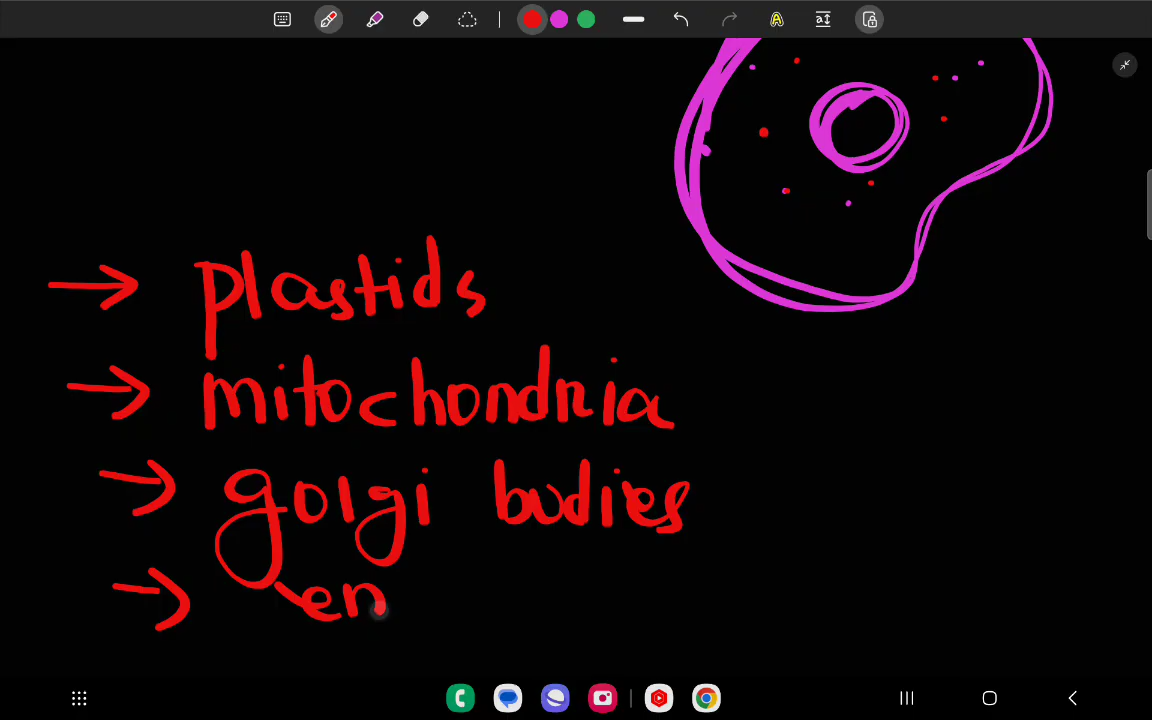 → plastids
→ mitochondria
→ golgi bodies
→ en